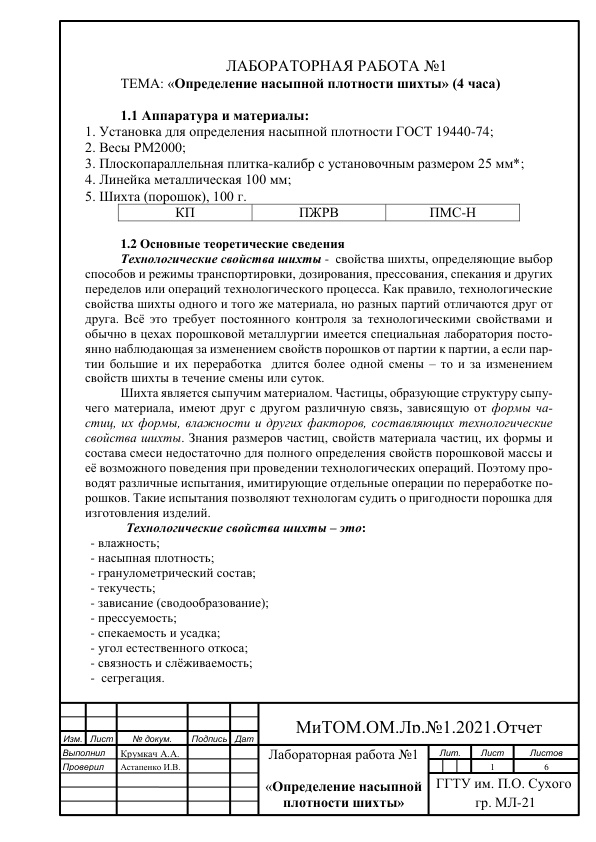 ЛАБОРАТОРНАЯ РАБОТА №1
ТЕМА: «Определение насыпной плотности шихты» (4 часа)
1.1 Аппаратура и материалы:
1. Установка для определения насыпной плотности ГОСТ 19440-74;
2. Весы РМ2000;
3. Плоскопараллельная плитка-калибр с установочным размером 25 мм*;
4. Линейка металлическая 100 мм;
5. Шихта (порошок), 100 г.
КП ПЖРВ ПМС-Н
1.2 Основные теоретические сведения
Технологические свойства шихты - свойства шихты, определяющие выбор
способов и режимы транспортировки, дозирования, прессования, спекания и других
переделов или операций технологического процесса. Как правило, технологические
свойства шихты одного и того же материала, но разных партий отличаются друг от
друга. Всё это требует постоянного контроля за технологическими свойствами и
обычно в цехах порошковой металлургии имеется специальная лаборатория посто-
янно наблюдающая за изменением свойств порошков от партии к партии, а если пар-
тии большие и их переработка длится более одной смены – то и за изменением
свойств шихты в течение смены или суток.
Шихта является сыпучим материалом. Частицы, образующие структуру сыпу-
чего материала, имеют друг с другом различную связь, зависящую от формы ча-
стиц, их формы, влажности и других факторов, составляющих технологические
свойства шихты. Знания размеров частиц, свойств материала частиц, их формы и
состава смеси недостаточно для полного определения свойств порошковой массы и
её возможного поведения при проведении технологических операций. Поэтому про-
водят различные испытания, имитирующие отдельные операции по переработке по-
рошков. Такие испытания позволяют технологам судить о пригодности порошка для
изготовления изделий.
Технологические свойства шихты – это:
- влажность;
- насыпная плотность;
- гранулометрический состав;
- текучесть;
- зависание (сводообразование);
- прессуемость;
- спекаемость и усадка;
- угол естественного откоса;
- связность и слёживаемость;
- сегрегация.
МиТОМ.ОМ.Лр.№1.2021.Отчет
Изм. Лист № докум. Подпись Дат
Выполнил Крумкач А.А.
Проверил Астапенко И.В.
Лабораторная работа №1
«Определение насыпной
плотности шихты»
Лит. Лист Листов
1 6
ГГТУ им. П.О. Сухого
гр. МЛ-21